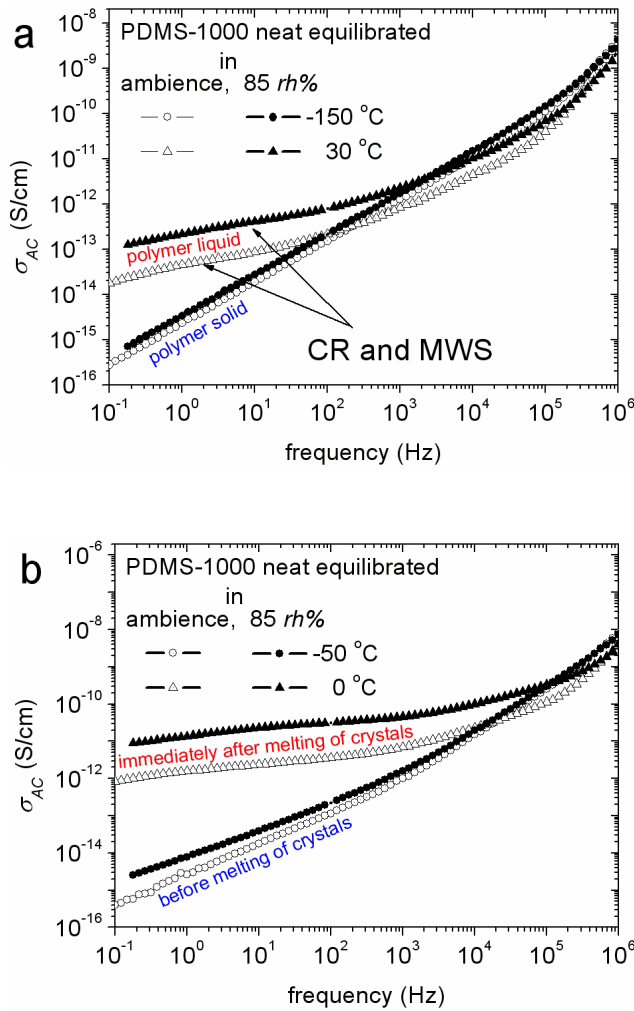 a
PDMS-1000 neat equilibrated
in
ambience, 85 rh%
-150 °C
30 °C
polymer liquid
polymer solid
CR and MWS
σAC (S/cm)
10⁻⁸
10⁻⁹
10⁻¹⁰
10⁻¹¹
10⁻¹²
10⁻¹³
10⁻¹⁴
10⁻¹⁵
10⁻¹⁶
10⁻¹ 10⁰ 10¹ 10² 10³ 10⁴ 10⁵ 10⁶
frequency (Hz)
b
PDMS-1000 neat equilibrated
in
ambience, 85 rh%
-50 °C
0 °C
immediately after melting of crystals
before melting of crystals
σAC (S/cm)
10⁻⁶
10⁻⁸
10⁻¹⁰
10⁻¹²
10⁻¹⁴
10⁻¹⁶
10⁻¹ 10⁰ 10¹ 10² 10³ 10⁴ 10⁵ 10⁶
frequency (Hz)